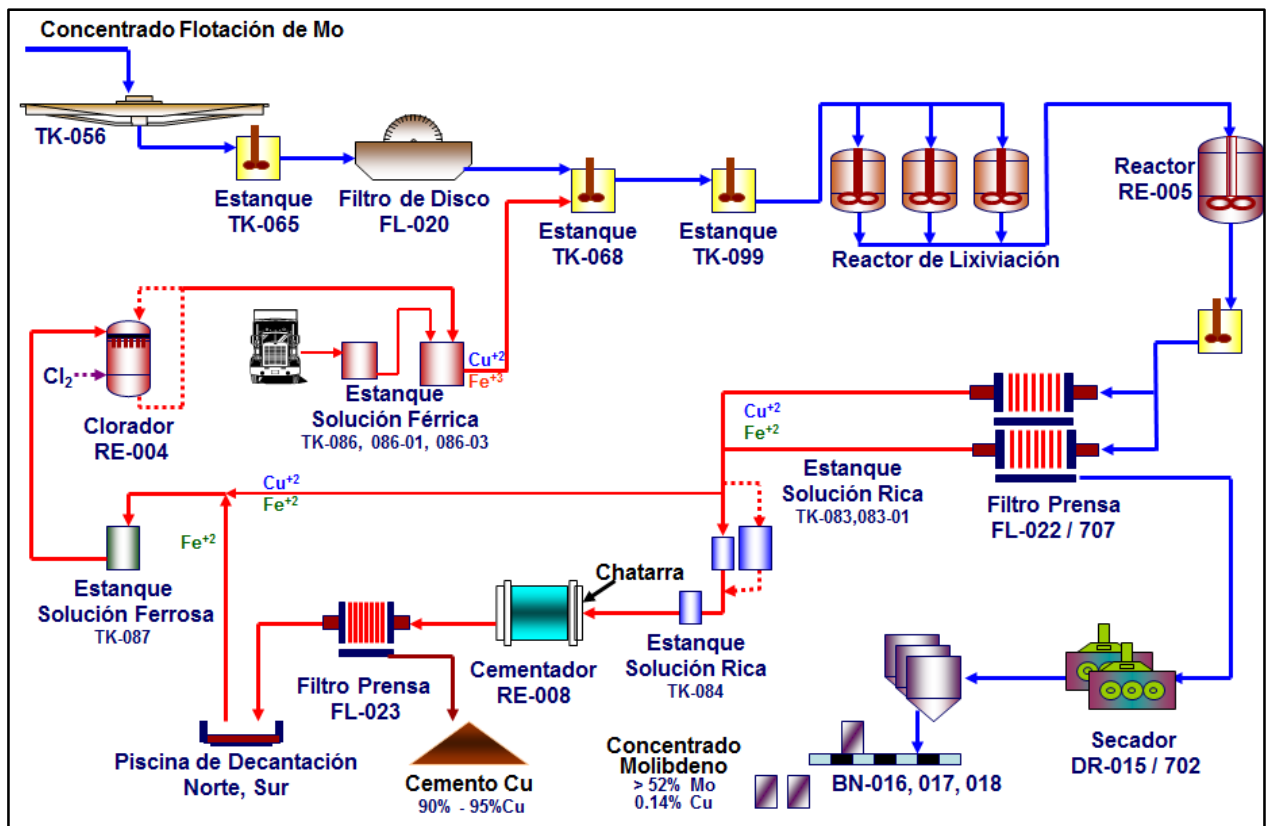 Concentrado Flotación de Mo
TK-056
Estanque
TK-065
Filtro de Disco
FL-020
Estanque
TK-068
Estanque
TK-099
Reactor de Lixiviación
Reactor
RE-005
Cl2
Clorador
RE-004
Estanque
Solución Férrica
TK-086, 086-01, 086-03
Cu+2
Fe+3
Cu+2
Fe+2
Estanque
Solución Rica
TK-083,083-01
Filtro Prensa
FL-022 / 707
Cu+2
Fe+2
Fe+2
Estanque
Solución Ferrosa
TK-087
Chatarra
Cementador
RE-008
Estanque
Solución Rica
TK-084
Filtro Prensa
FL-023
Piscina de Decantación
Norte, Sur
Cemento Cu
90% - 95%Cu
Concentrado
Molibdeno
> 52% Mo
0.14% Cu
BN-016, 017, 018
Secador
DR-015 / 702